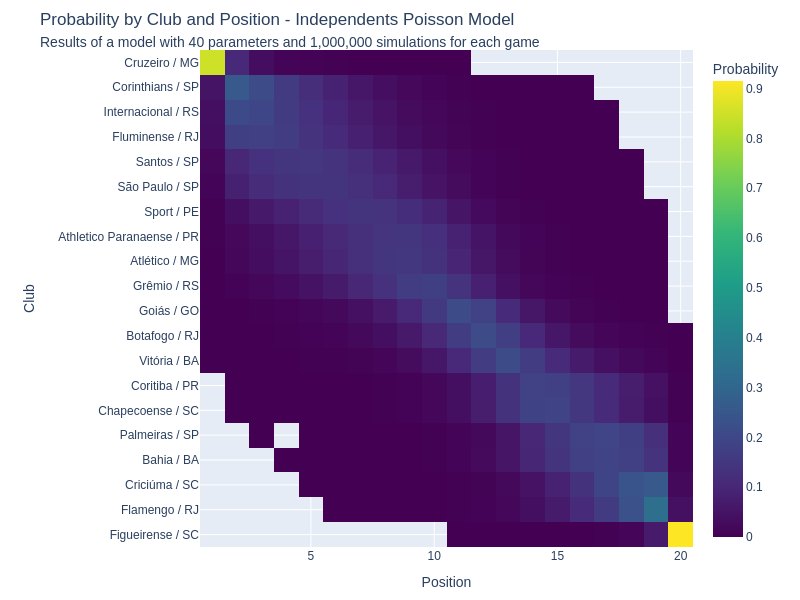 Probability by Club and Position - Independents Poisson Model
Results of a model with 40 parameters and 1,000,000 simulations for each game
Probability
Cruzeiro / MG
Corinthians / SP
Internacional / RS
Fluminense / RJ
Santos / SP
São Paulo / SP
Sport / PE
Athletico Paranaense / PR
Atlético / MG
Grêmio / RS
Goiás / GO
Botafogo / RJ
Vitória / BA
Coritiba / PR
Chapecoense / SC
Palmeiras / SP
Bahia / BA
Criciúma / SC
Flamengo / RJ
Figueirense / SC
Club
5 10 15 20
Position
0.9
0.8
0.7
0.6
0.5
0.4
0.3
0.2
0.1
0